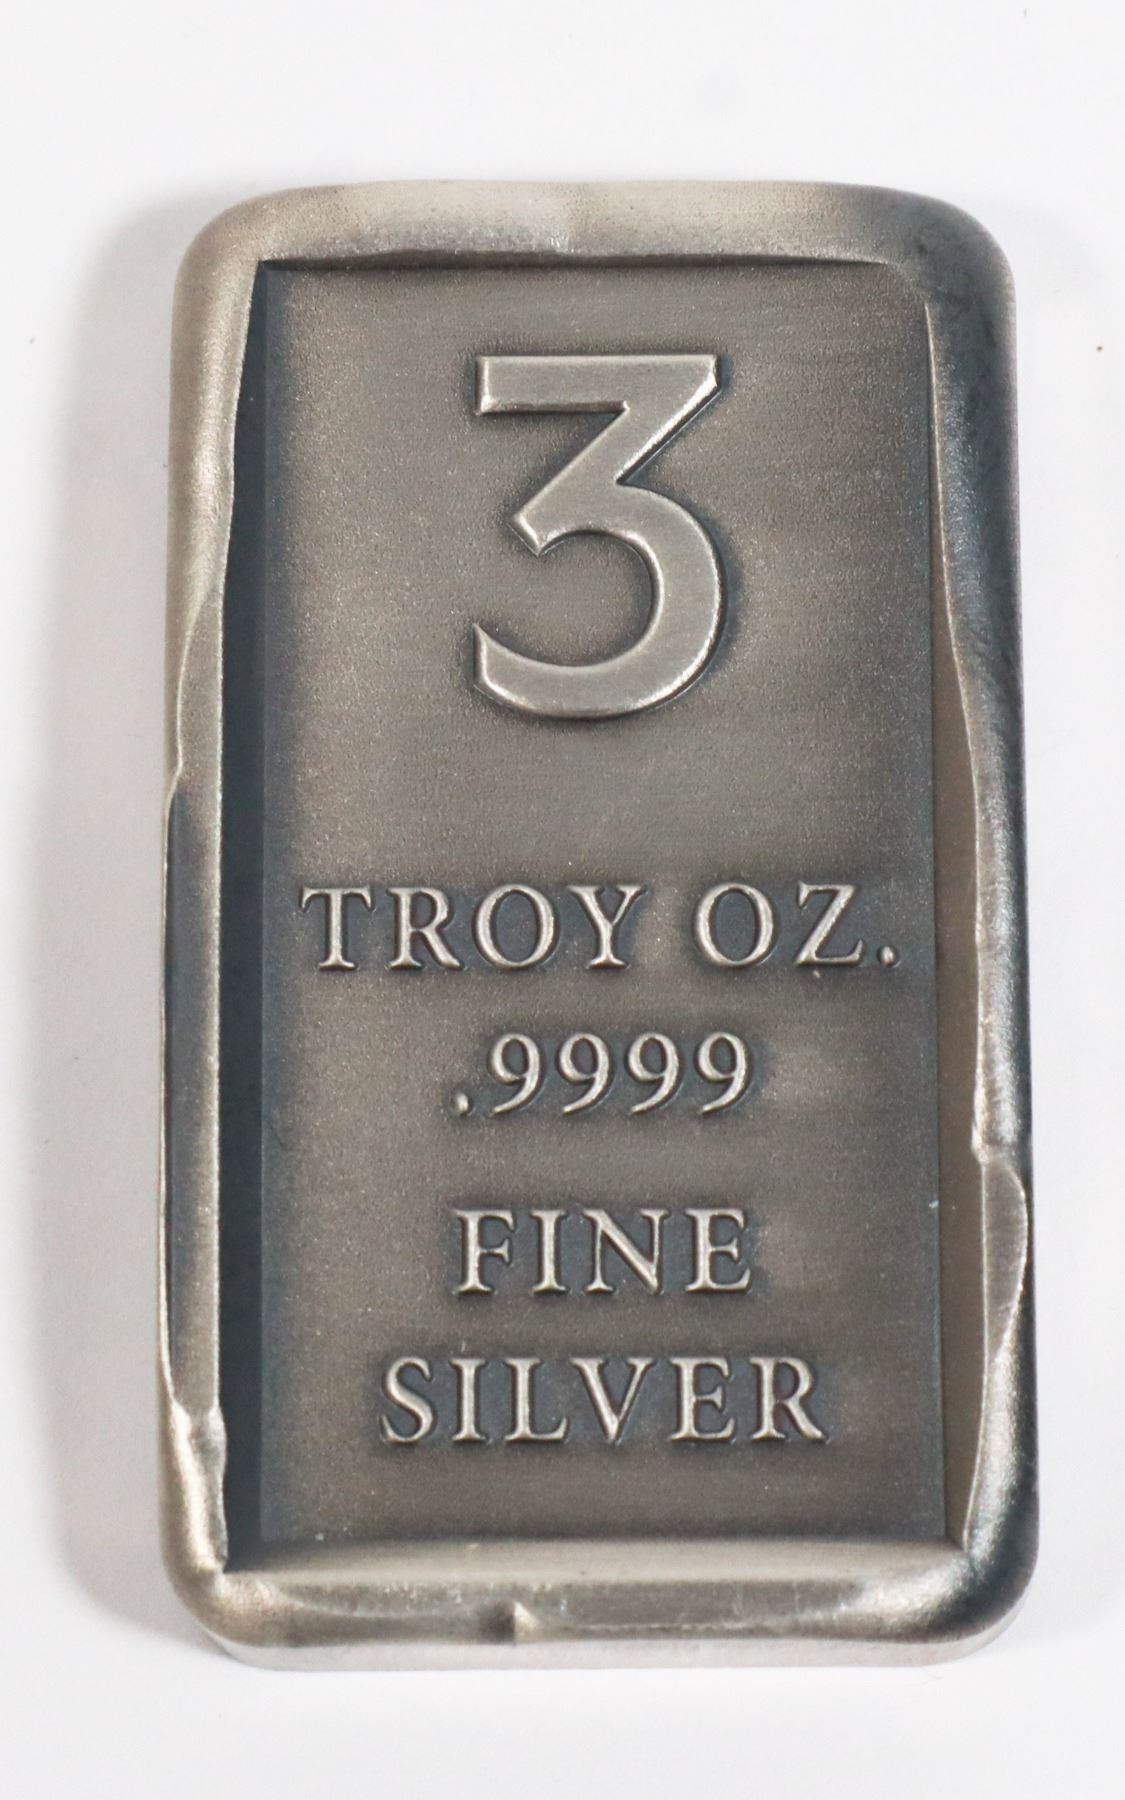 3
TROY OZ.
.9999
FINE
SILVER